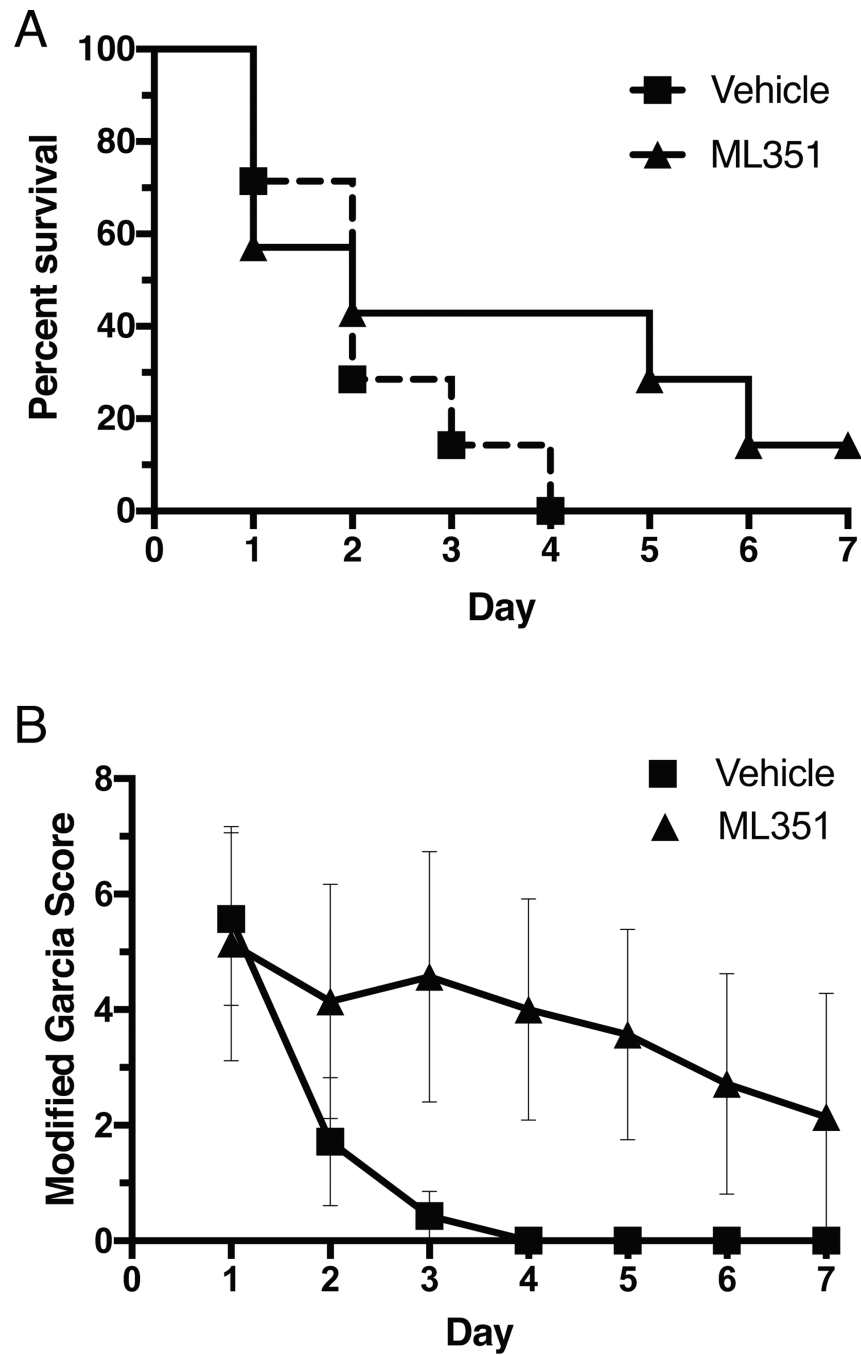 A
Percent survival
100
80
60
40
20
0
Vehicle
ML351
0 1 2 3 4 5 6 7
Day
B
Modified Garcia Score
8
6
4
2
0
Vehicle
ML351
0 1 2 3 4 5 6 7
Day